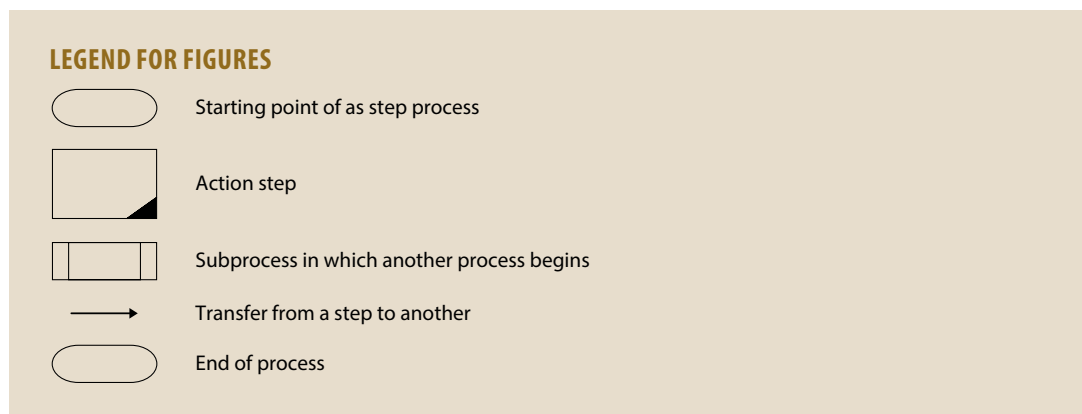 LEGEND FOR FIGURES
Starting point of as step process
Action step
Subprocess in which another process begins
Transfer from a step to another
End of process